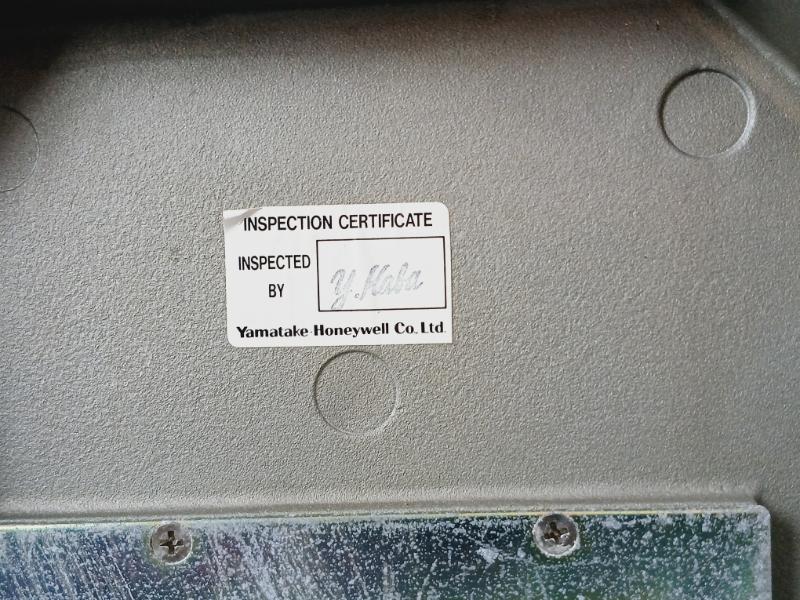 INSPECTION CERTIFICATE
INSPECTED
BY
Y. Haba
Yamatake-Honeywell Co. Ltd.